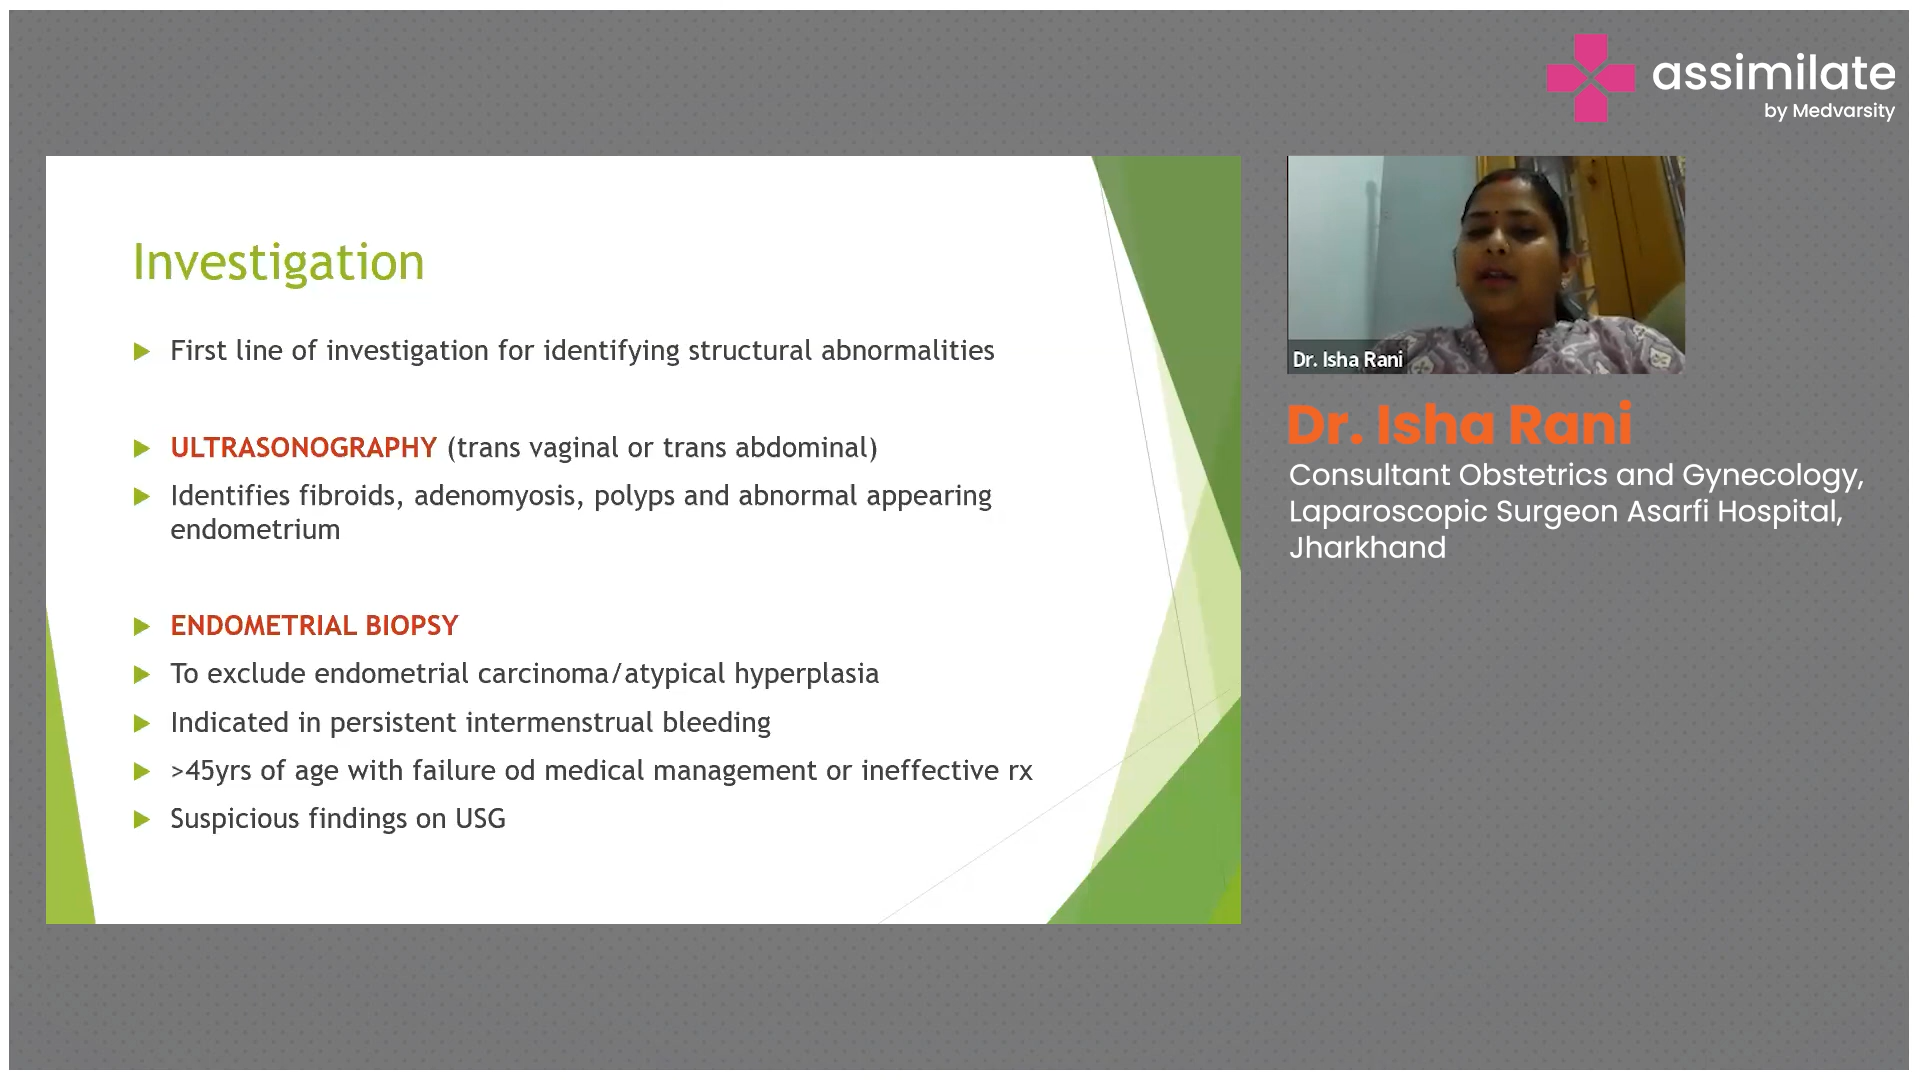 assimilate
by Medvarsity
Investigation
First line of investigation for identifying structural abnormalities
ULTRASONOGRAPHY (trans vaginal or trans abdominal)
Identifies fibroids, adenomyosis, polyps and abnormal appearing
endometrium
ENDOMETRIAL BIOPSY
To exclude endometrial carcinoma/atypical hyperplasia
Indicated in persistent intermenstrual bleeding
>45yrs of age with failure od medical management or ineffective rx
Suspicious findings on USG
Dr. Isha Rani
Dr. Isha Rani
Consultant Obstetrics and Gynecology,
Laparoscopic Surgeon Asarfi Hospital,
Jharkhand